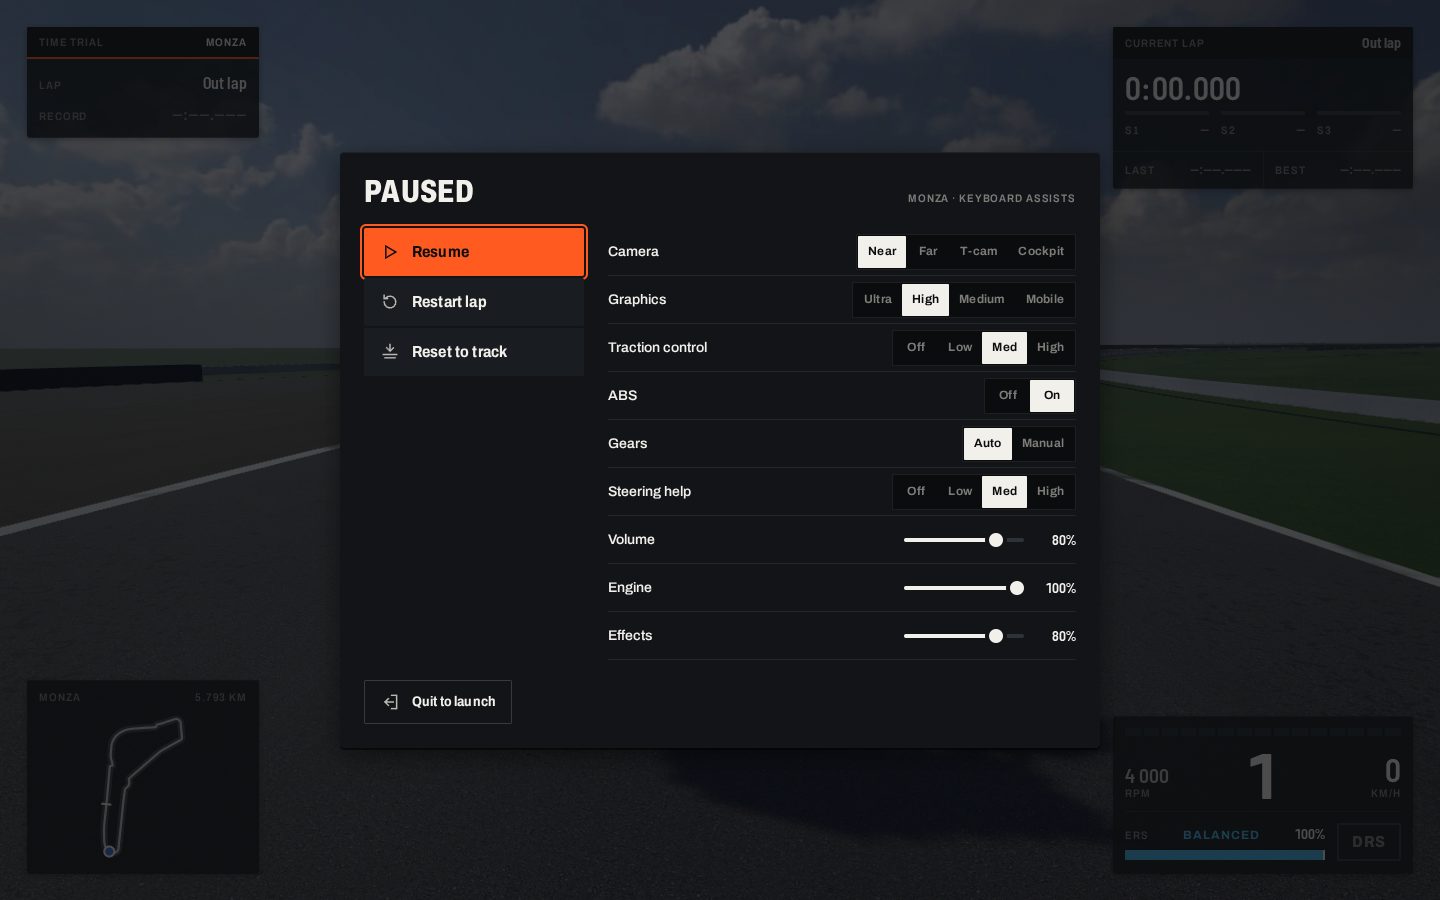 TIME TRIAL MONZA
LAP Out lap
RECORD –:––.–––
CURRENT LAP Out lap
0:00.000
S1 – S2 – S3 –
LAST –:––.––– BEST –:––.–––
PAUSED
MONZA · KEYBOARD ASSISTS
Resume
Restart lap
Reset to track
Camera Near Far T-cam Cockpit
Graphics Ultra High Medium Mobile
Traction control Off Low Med High
ABS Off On
Gears Auto Manual
Steering help Off Low Med High
Volume 80%
Engine 100%
Effects 80%
Quit to launch
MONZA 5.793 KM
4 000 1 0
RPM KM/H
ERS BALANCED 100% DRS